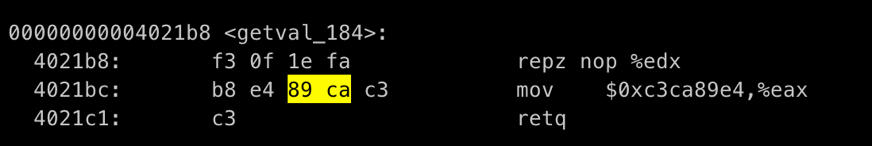 00000000004021b8 <getval_184>:
4021b8: f3 0f 1e fa repz nop %edx
4021bc: b8 e4 89 ca c3 mov $0xc3ca89e4,%eax
4021c1: c3 retq